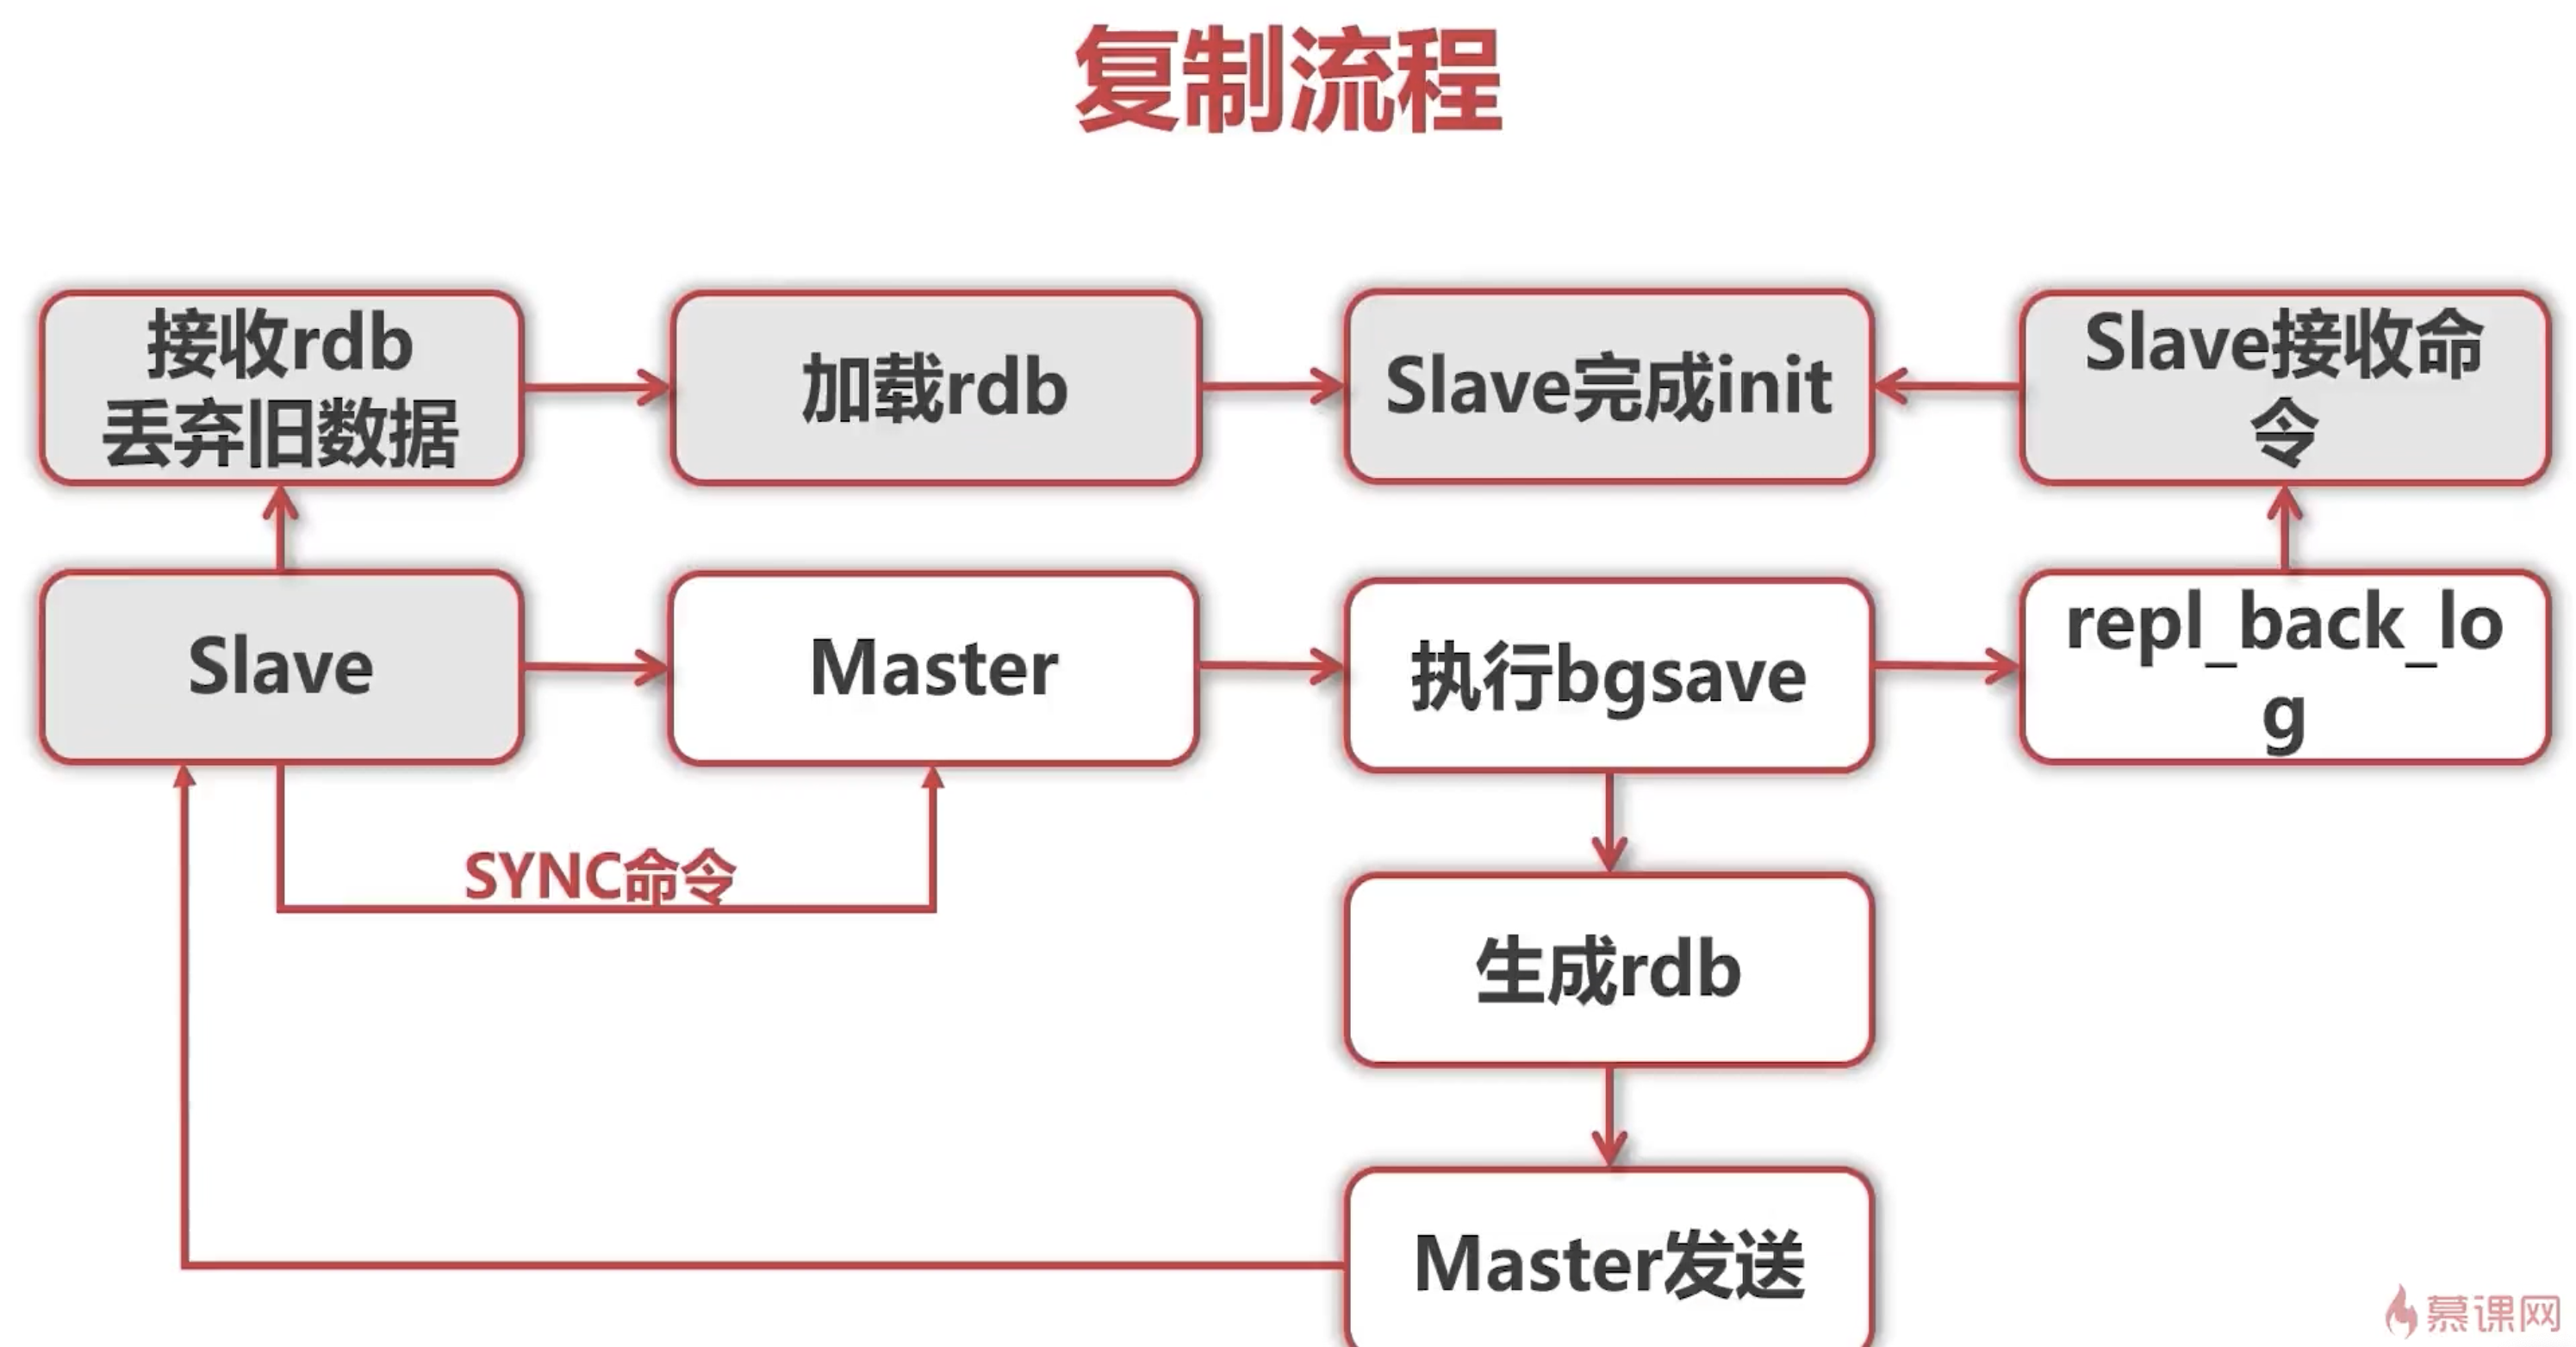 复制流程
接收rdb
丢弃旧数据
加载rdb
Slave完成init
Slave接收命
令
Slave
Master
执行bgsave
repl_back_lo
g
SYNC命令
生成rdb
Master发送
慕课网